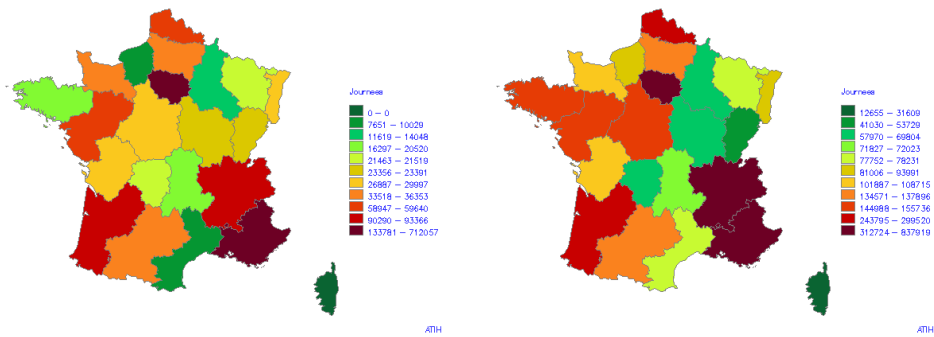 Journees
0 – 0
7651 – 10029
11619 – 14048
16297 – 20520
21463 – 21519
23356 – 23391
26887 – 29997
33518 – 36353
58947 – 59640
90290 – 93366
133781 – 712057
ATIH
Journees
12655 – 31609
41030 – 53729
57970 – 69804
71827 – 72023
77752 – 78231
81006 – 93991
101887 – 108715
134571 – 137896
144988 – 155736
243795 – 299520
312724 – 837919
ATIH